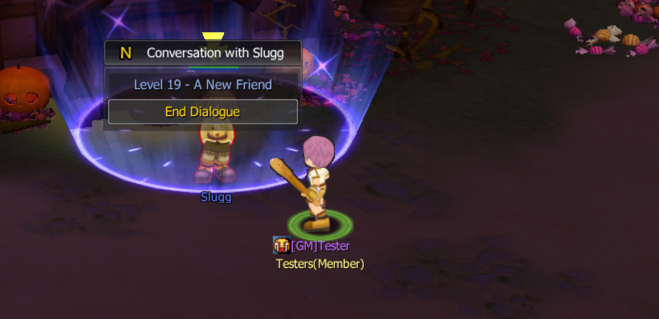 N Conversation with Slugg
Level 19 - A New Friend
End Dialogue
Slugg
[GM]Tester
Testers(Member)